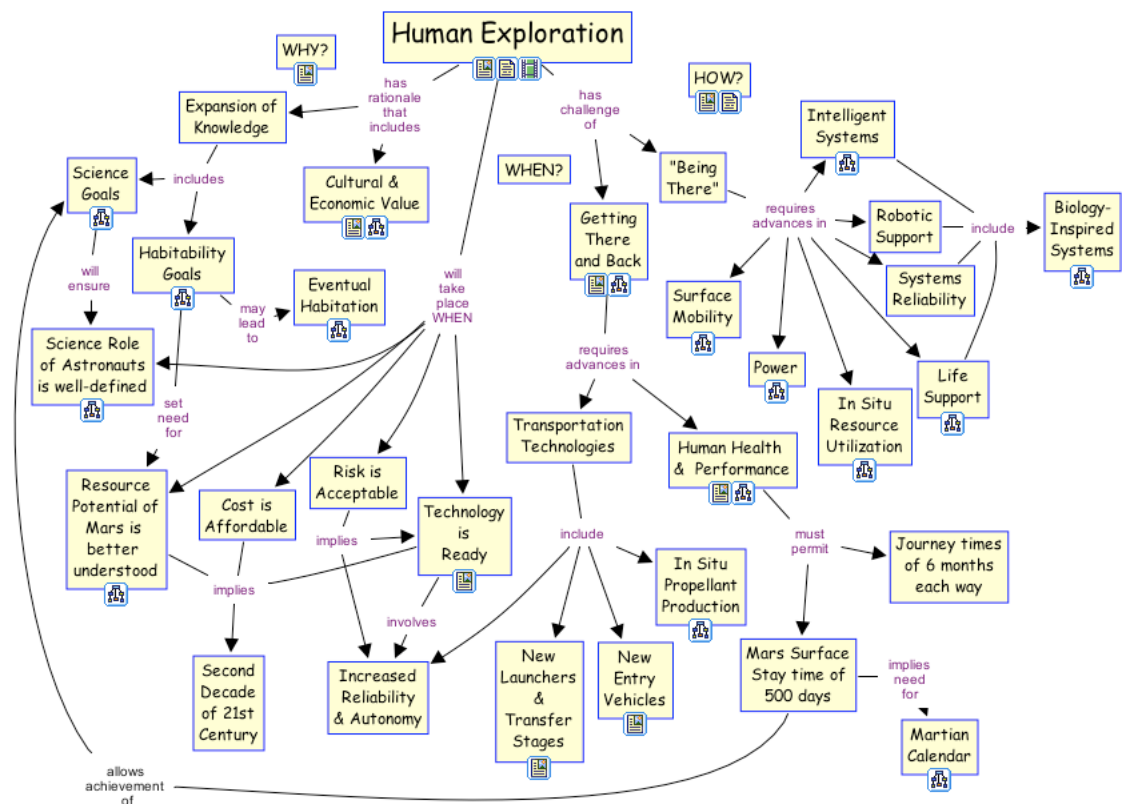 Human Exploration
WHY?
HOW?
has
rationale
that
includes
has
challenge
of
Expansion of
Knowledge
Intelligent
Systems
WHEN?
"Being
There"
Science
Goals
includes
Cultural &
Economic Value
Getting
There
and Back
requires
advances in
Robotic
Support
include
Biology-
Inspired
Systems
Habitability
Goals
will
ensure
Eventual
Habitation
may
lead
to
will
take
place
WHEN
Surface
Mobility
Systems
Reliability
Science Role
of Astronauts
is well-defined
requires
advances in
Power
Life
Support
In Situ
Resource
Utilization
set
need
for
Transportation
Technologies
Human Health
& Performance
Resource
Potential of
Mars is
better
understood
Cost is
Affordable
Risk is
Acceptable
Technology
is
Ready
implies
include
must
permit
Journey times
of 6 months
each way
In Situ
Propellant
Production
implies
involves
Second
Decade
of 21st
Century
Increased
Reliability
& Autonomy
New
Launchers
&
Transfer
Stages
New
Entry
Vehicles
Mars Surface
Stay time of
500 days
implies
need
for
Martian
Calendar
allows
achievement
of